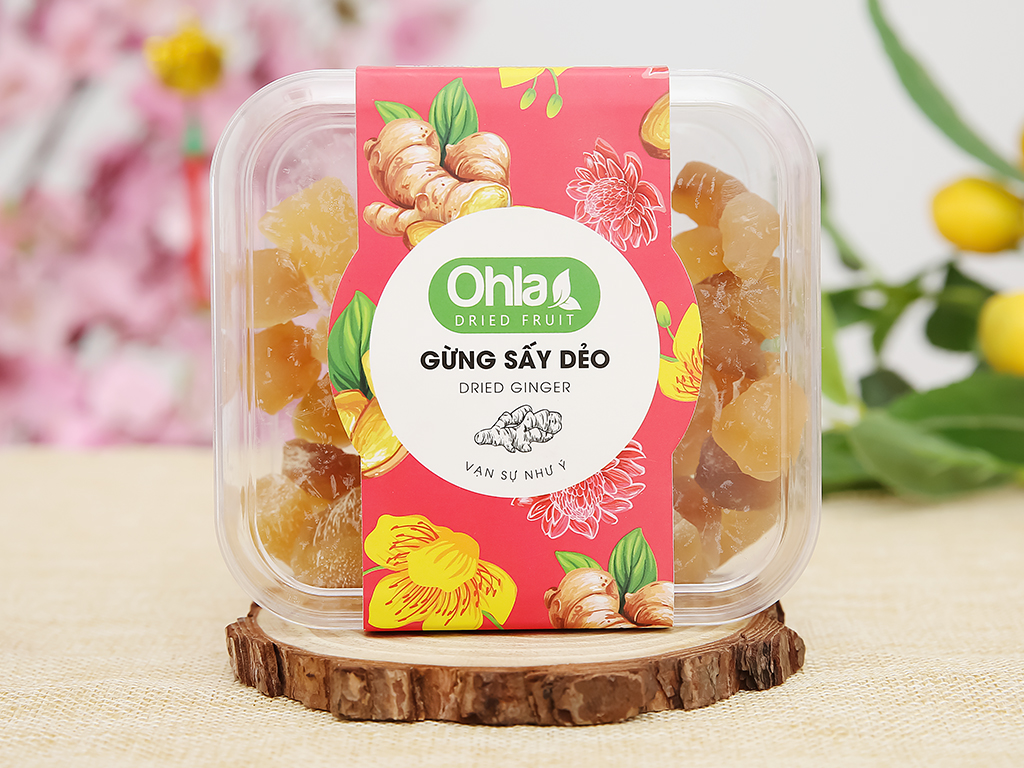 Ohla
DRIED FRUIT
GỪNG SẤY DẺO
DRIED GINGER
VẠN SỰ NHƯ Ý